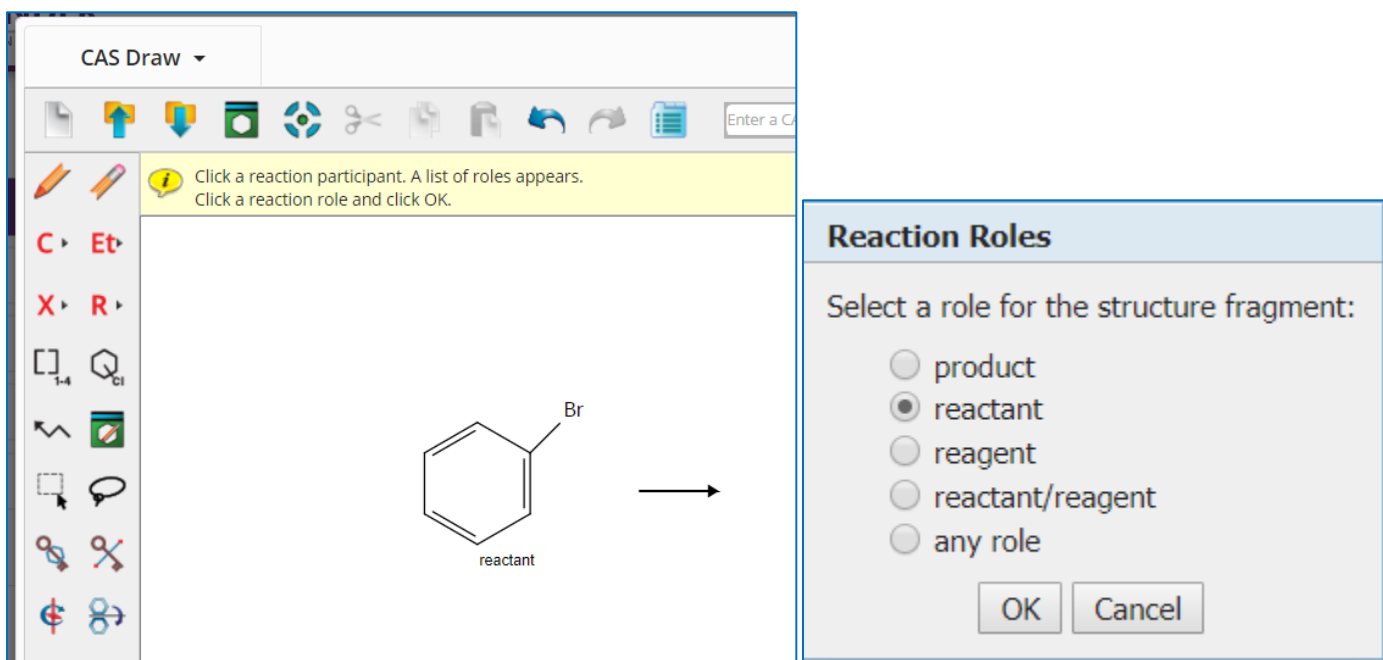 CAS Draw
Enter a CA
Click a reaction participant. A list of roles appears.
Click a reaction role and click OK.
C Et
X R
1-4 Cl
Br
reactant
Reaction Roles
Select a role for the structure fragment:
product
reactant
reagent
reactant/reagent
any role
OK Cancel